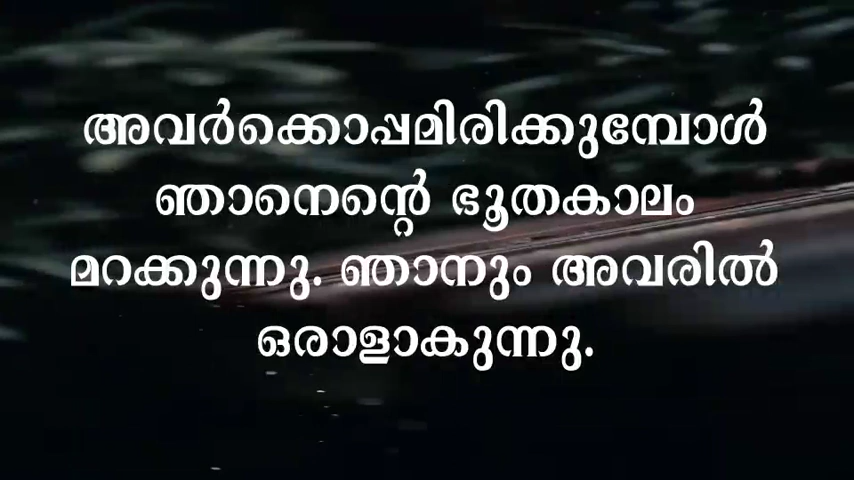 അവർക്കൊപ്പമിരിക്കുമ്പോൾ
ഞാനെന്റെ ഭൂതകാലം
മറക്കുന്നു. ഞാനും അവരിൽ
ഒരാളാകുന്നു.